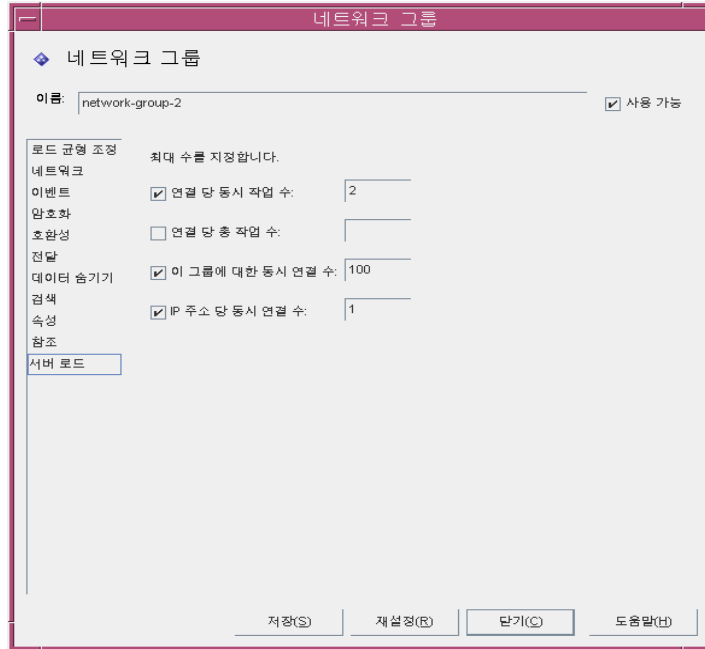 네트워크 그룹
네트워크 그룹
이름: network-group-2 사용 가능
로드 균형 조정
네트워크
이벤트
암호화
호환성
전달
데이터 숨기기
검색
속성
참조
서버 로드
최대 수를 지정합니다.
연결 당 동시 작업 수: 2
연결 당 총 작업 수:
이 그룹에 대한 동시 연결 수: 100
IP 주소 당 동시 연결 수: 1
저장(S) 재설정(R) 닫기(C) 도움말(H)